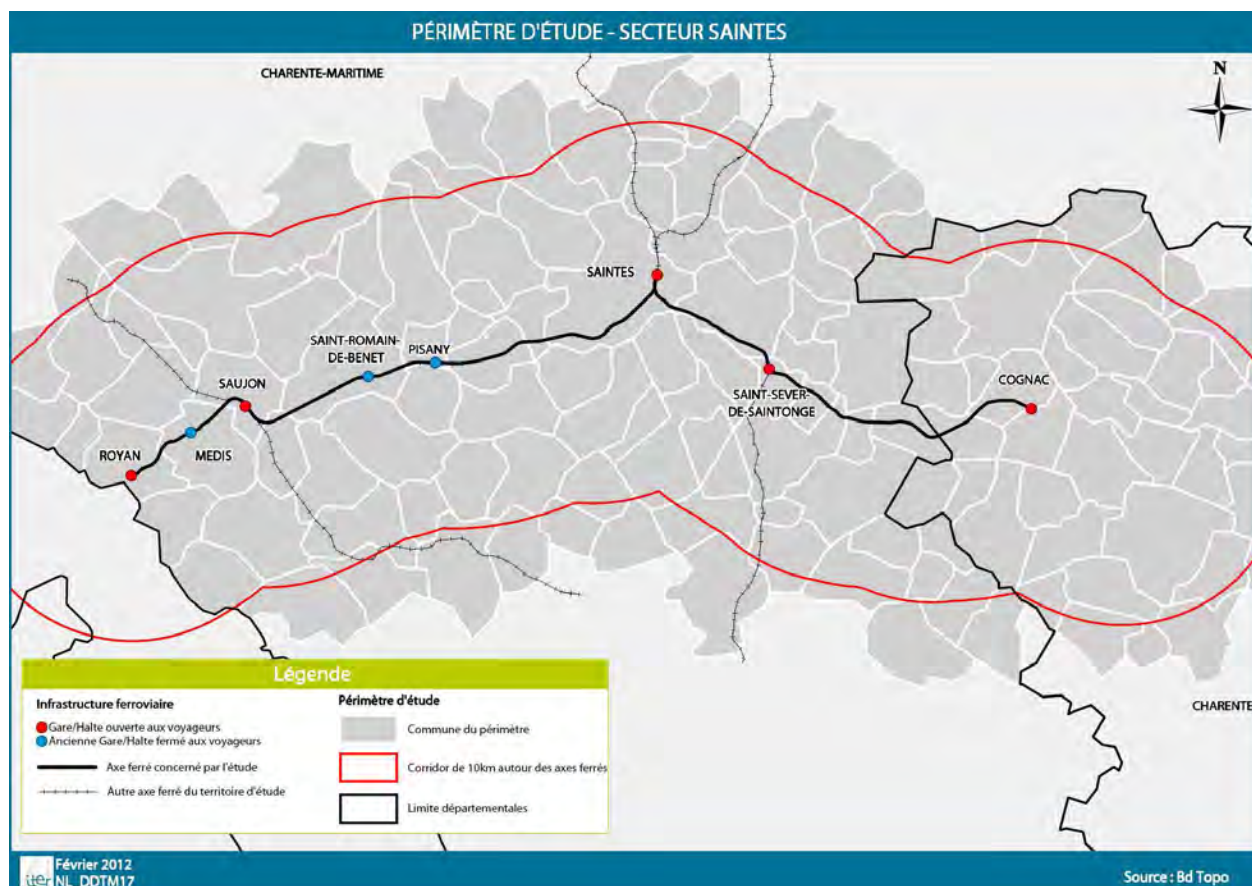 PÉRIMÈTRE D'ÉTUDE - SECTEUR SAINTES
CHARENTE-MARITIME
N
SAINTES
SAINT-ROMAIN-
DE-BENET
PISANY
SAUJON
SAINT-SEVER-
DE-SAINTONGE
COGNAC
ROYAN
MEDIS
CHARENTE
Légende
Infrastructure ferroviaire
Gare/Halte ouverte aux voyageurs
Ancienne Gare/Halte fermé aux voyageurs
Axe ferré concerné par l'étude
Autre axe ferré du territoire d'étude
Périmètre d'étude
Commune du périmètre
Corridor de 10km autour des axes ferrés
Limite départementales
iter
Février 2012
NL_DDTM17
Source : Bd Topo